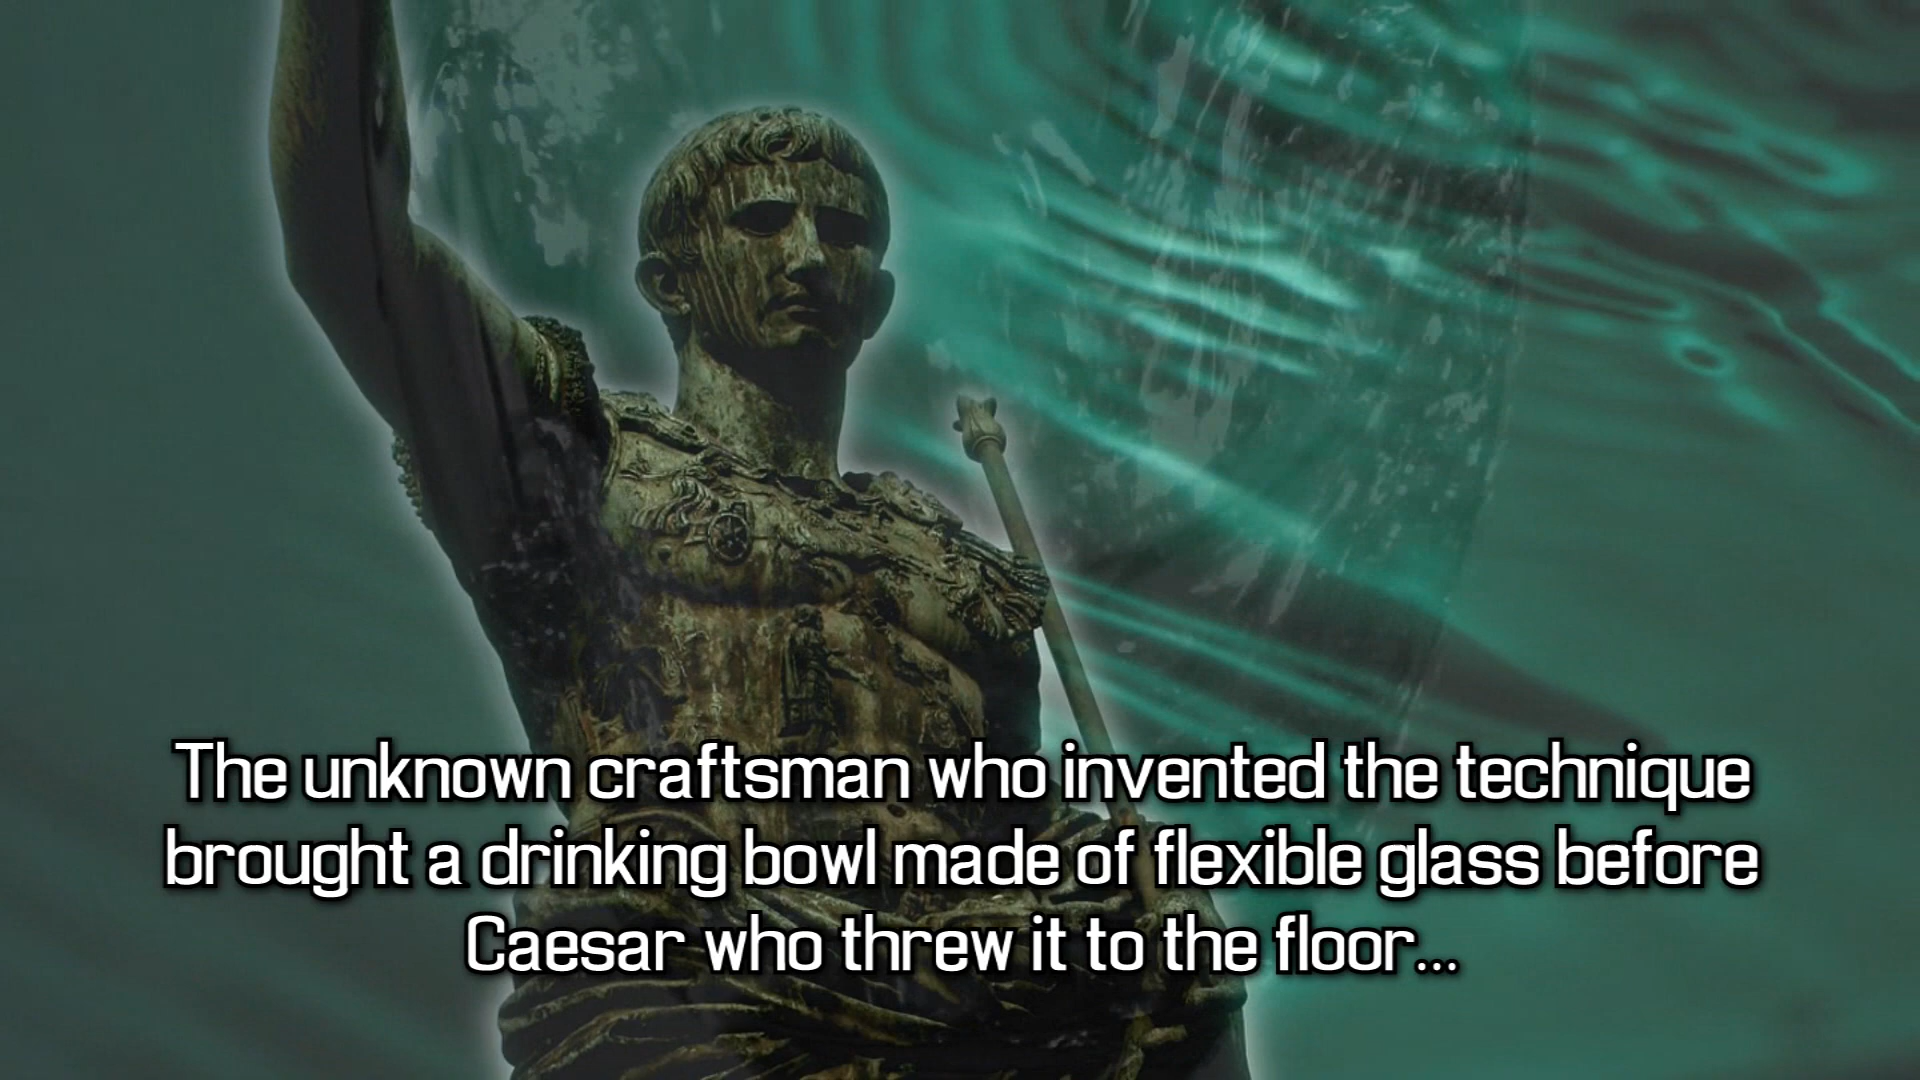 The unknown craftsman who invented the technique
brought a drinking bowl made of flexible glass before
Caesar who threw it to the floor...